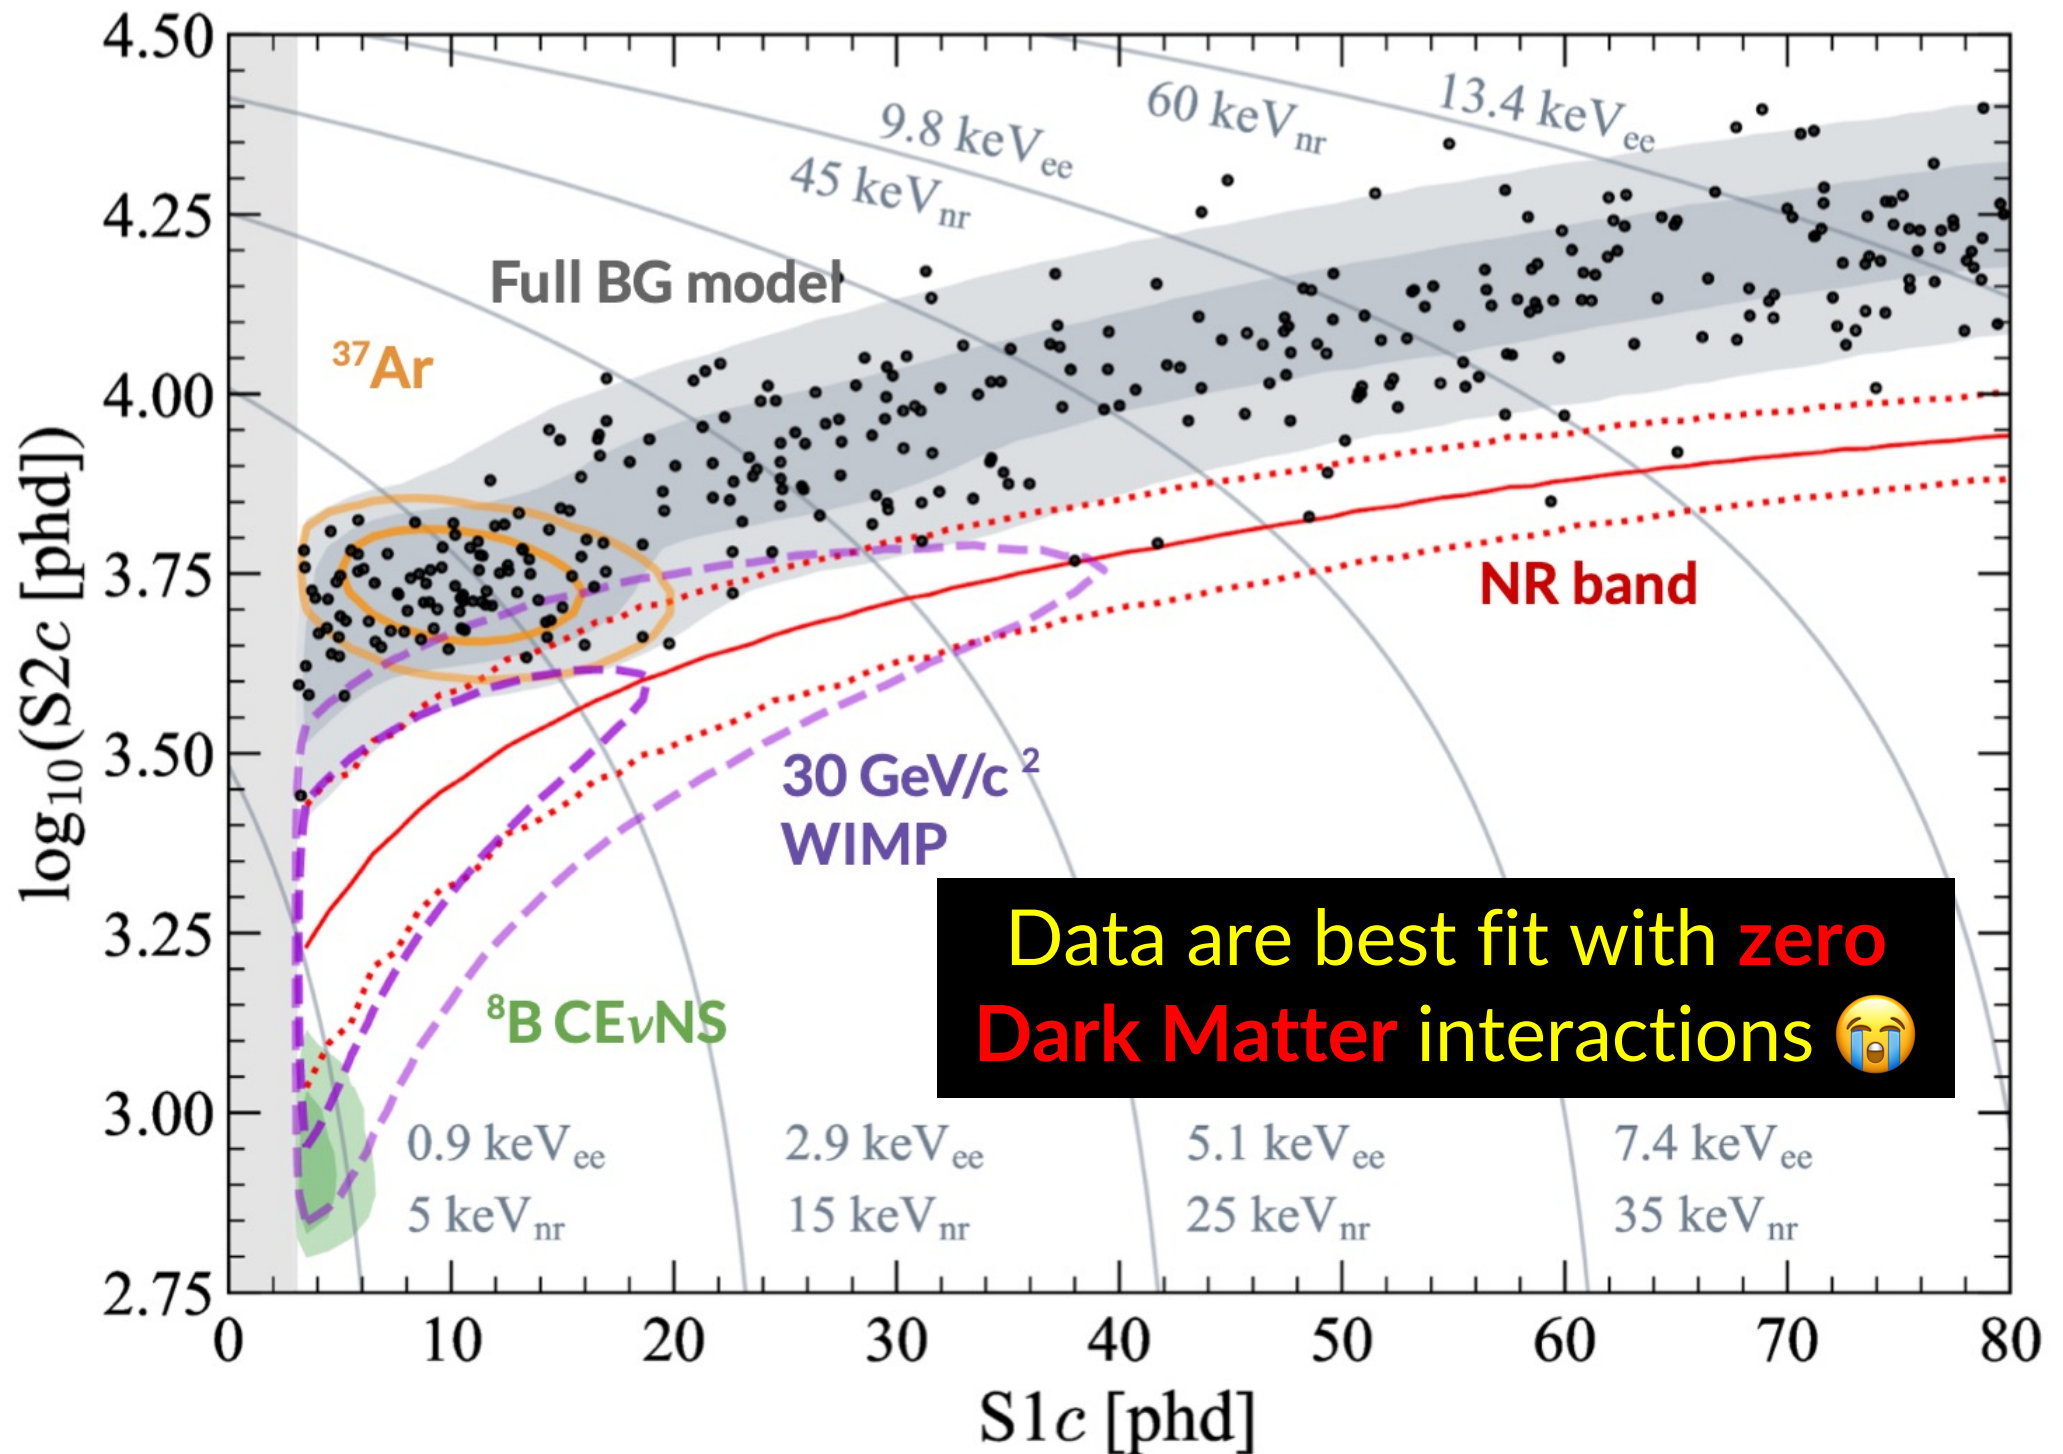 4.50
4.25
4.00
3.75
3.50
3.25
3.00
2.75
log10(S2c [phd])
0 10 20 30 40 50 60 70 80
S1c [phd]
9.8 keVee
45 keVnr
60 keVnr
13.4 keVee
Full BG model
37Ar
NR band
30 GeV/c 2
WIMP
8B CEνNS
Data are best fit with zero
Dark Matter interactions 😭
0.9 keVee
5 keVnr
2.9 keVee
15 keVnr
5.1 keVee
25 keVnr
7.4 keVee
35 keVnr